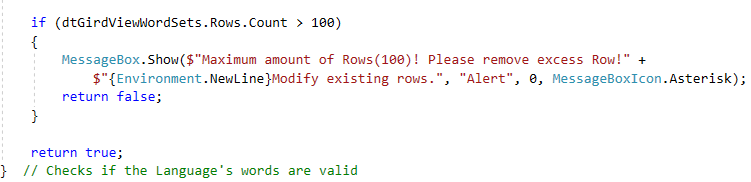 if (dtGirdViewWordSets.Rows.Count > 100)
{
MessageBox.Show($"Maximum amount of Rows(100)! Please remove excess Row!" +
$"{Environment.NewLine}Modify existing rows.", "Alert", 0, MessageBoxIcon.Asterisk);
return false;
}
return true;
} // Checks if the Language's words are valid